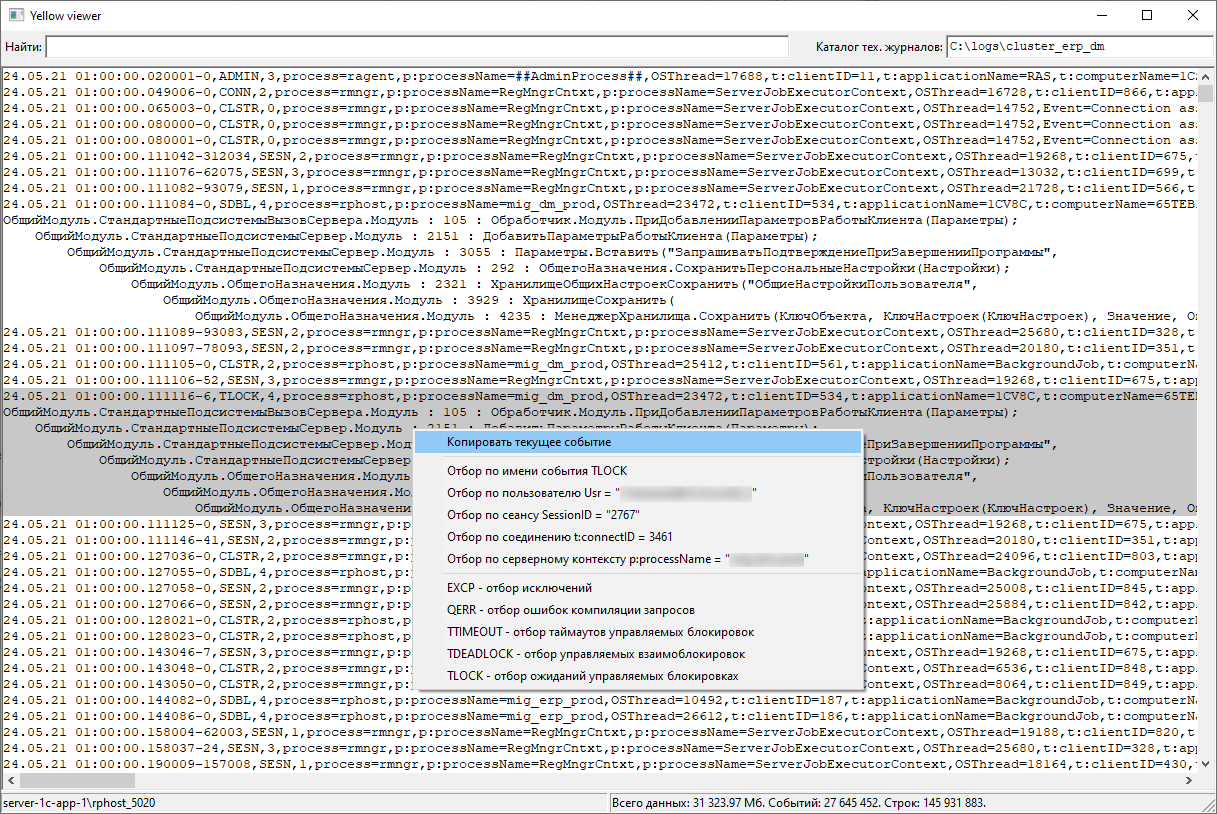 Yellow viewer
Найти:
Каталог тех. журналов: C:\logs\cluster_erp_dm
24.05.21 01:00:00.020001-0,ADMIN,3,process=ragent,p:processName=##AdminProcess##,OSThread=17688,t:clientID=11,t:applicationName=RAS,t:computerName=1C
24.05.21 01:00:00.049006-0,CONN,2,process=rmngr,p:processName=RegMngrCntxt,p:processName=ServerJobExecutorContext,OSThread=16728,t:clientID=866,t:appl
24.05.21 01:00:00.065003-0,CLSTR,0,process=rmngr,p:processName=RegMngrCntxt,p:processName=ServerJobExecutorContext,OSThread=14752,Event=Connection ass
24.05.21 01:00:00.080000-0,CLSTR,0,process=rmngr,p:processName=RegMngrCntxt,p:processName=ServerJobExecutorContext,OSThread=14752,Event=Connection ass
24.05.21 01:00:00.080001-0,CLSTR,0,process=rmngr,p:processName=RegMngrCntxt,p:processName=ServerJobExecutorContext,OSThread=14752,Event=Connection ass
24.05.21 01:00:00.111042-312034,SESN,2,process=rmngr,p:processName=RegMngrCntxt,p:processName=ServerJobExecutorContext,OSThread=19268,t:clientID=675,t
24.05.21 01:00:00.111076-62075,SESN,3,process=rmngr,p:processName=RegMngrCntxt,p:processName=ServerJobExecutorContext,OSThread=13032,t:clientID=699,t:
24.05.21 01:00:00.111082-93079,SESN,1,process=rmngr,p:processName=RegMngrCntxt,p:processName=ServerJobExecutorContext,OSThread=21728,t:clientID=566,t:
24.05.21 01:00:00.111084-0,SDBL,4,process=rphost,p:processName=mig_dm_prod,OSThread=23472,t:clientID=534,t:applicationName=1CV8C,t:computerName=65TEB
ОбщийМодуль.СтандартныеПодсистемыВызовСервера.Модуль : 105 : Обработчик.Модуль.ПриДобавленииПараметровРаботыКлиента(Параметры);
ОбщийМодуль.СтандартныеПодсистемыСервер.Модуль : 2151 : ДобавитьПараметрыРаботыКлиента(Параметры);
ОбщийМодуль.СтандартныеПодсистемыСервер.Модуль : 3055 : Параметры.Вставить("ЗапрашиватьПодтверждениеПриЗавершенииПрограммы",
ОбщийМодуль.СтандартныеПодсистемыСервер.Модуль : 292 : ОбщегоНазначения.СохранитьПерсональныеНастройки(Настройки);
ОбщийМодуль.ОбщегоНазначения.Модуль : 2321 : ХранилищеОбщихНастроекСохранить("ОбщиеНастройкиПользователя",
ОбщийМодуль.ОбщегоНазначения.Модуль : 3929 : ХранилищеСохранить(
ОбщийМодуль.ОбщегоНазначения.Модуль : 4235 : МенеджерХранилища.Сохранить(КлючОбъекта, КлючНастроек(КлючНастроек), Значение, Оп
24.05.21 01:00:00.111089-93083,SESN,2,process=rmngr,p:processName=RegMngrCntxt,p:processName=ServerJobExecutorContext,OSThread=25680,t:clientID=328,t:
24.05.21 01:00:00.111097-78093,SESN,2,process=rmngr,p:processName=RegMngrCntxt,p:processName=ServerJobExecutorContext,OSThread=20180,t:clientID=351,t:
24.05.21 01:00:00.111105-0,CLSTR,2,process=rphost,p:processName=mig_dm_prod,OSThread=25412,t:clientID=561,t:applicationName=BackgroundJob,t:computerNa
24.05.21 01:00:00.111106-52,SESN,3,process=rmngr,p:processName=RegMngrCntxt,p:processName=ServerJobExecutorContext,OSThread=19268,t:clientID=675,t:app
24.05.21 01:00:00.111116-6,TLOCK,4,process=rphost,p:processName=mig_dm_prod,OSThread=23472,t:clientID=534,t:applicationName=1CV8C,t:computerName=65TEB
ОбщийМодуль.СтандартныеПодсистемыВызовСервера.Модуль : 105 : Обработчик.Модуль.ПриДобавленииПараметровРаботыКлиента(Параметры);
ОбщийМодуль.СтандартныеПодсистемыСервер.Модуль : 2151 : ДобавитьПараметрыРаботыКлиента(Параметры);
ОбщийМодуль.СтандартныеПодсистемыСервер.Мод риЗавершенииПрограммы",
ОбщийМодуль.СтандартныеПодсистемыСервер ройки(Настройки);
ОбщийМодуль.ОбщегоНазначения.Модул ользователя",
ОбщийМодуль.ОбщегоНазначения.Мо
ОбщийМодуль.ОбщегоНазначени а, КлючНастроек(КлючНастроек), Значение, Оп
Копировать текущее событие
Отбор по имени события TLOCK
Отбор по пользователю Usr = " "
Отбор по сеансу SessionID = "2767"
Отбор по соединению t:connectID = 3461
Отбор по серверному контексту p:processName = " "
EXCP - отбор исключений
QERR - отбор ошибок компиляции запросов
TTIMEOUT - отбор таймаутов управляемых блокировок
TDEADLOCK - отбор управляемых взаимоблокировок
TLOCK - отбор ожиданий управляемых блокировках
24.05.21 01:00:00.111125-0,SESN,3,process=rmngr,p:p ontext,OSThread=19268,t:clientID=675,t:appl
24.05.21 01:00:00.111146-41,SESN,2,process=rmngr,p: Context,OSThread=20180,t:clientID=351,t:app
24.05.21 01:00:00.127036-0,CLSTR,2,process=rmngr,p: Context,OSThread=24096,t:clientID=803,t:app
24.05.21 01:00:00.127055-0,SDBL,4,process=rphost,p: ,t:applicationName=BackgroundJob,t:computerNam
24.05.21 01:00:00.127058-0,SESN,2,process=rmngr,p:p ontext,OSThread=25008,t:clientID=845,t:appl
24.05.21 01:00:00.127066-0,SESN,2,process=rmngr,p:p ontext,OSThread=25884,t:clientID=842,t:appl
24.05.21 01:00:00.128021-0,CLSTR,2,process=rphost,p t:applicationName=BackgroundJob,t:computerNa
24.05.21 01:00:00.128023-0,CLSTR,2,process=rphost,p t:applicationName=BackgroundJob,t:computerNa
24.05.21 01:00:00.143046-7,SESN,3,process=rmngr,p:p ontext,OSThread=19268,t:clientID=675,t:appl
24.05.21 01:00:00.143048-0,CLSTR,2,process=rmngr,p: Context,OSThread=6536,t:clientID=848,t:appl
24.05.21 01:00:00.143050-0,CLSTR,2,process=rmngr,p: Context,OSThread=8064,t:clientID=849,t:appl
24.05.21 01:00:00.144082-0,SDBL,4,process=rphost,p:processName=mig_erp_prod,OSThread=10492,t:clientID=187,t:applicationName=BackgroundJob,t:computerN
24.05.21 01:00:00.144086-0,SDBL,4,process=rphost,p:processName=mig_erp_prod,OSThread=26612,t:clientID=186,t:applicationName=BackgroundJob,t:computerN
24.05.21 01:00:00.158004-62003,SESN,1,process=rmngr,p:processName=RegMngrCntxt,p:processName=ServerJobExecutorContext,OSThread=19188,t:clientID=820,t:
24.05.21 01:00:00.158037-24,SESN,3,process=rmngr,p:processName=RegMngrCntxt,p:processName=ServerJobExecutorContext,OSThread=25680,t:clientID=328,t:app
24.05.21 01:00:00.190009-157008,SESN,1,process=rmngr,p:processName=RegMngrCntxt,p:processName=ServerJobExecutorContext,OSThread=18164,t:clientID=430,t
server-1c-app-1\rphost_5020
Всего данных: 31 323.97 Мб. Событий: 27 645 452. Строк: 145 931 883.